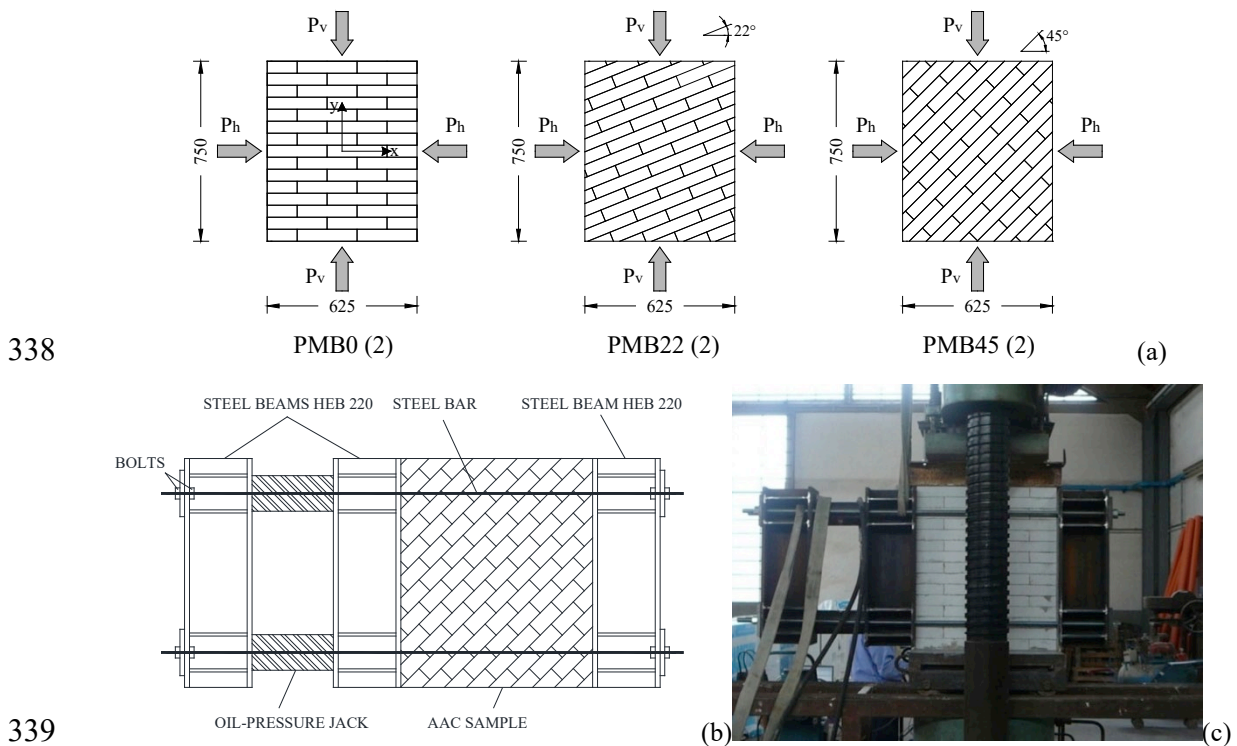 Pv Pv 22° Pv 45°
750 Ph y x Ph 750 Ph Ph 750 Ph Ph
Pv Pv Pv
625 625 625
338 PMB0 (2) PMB22 (2) PMB45 (2) (a)
STEEL BEAMS HEB 220 STEEL BAR STEEL BEAM HEB 220
BOLTS
OIL-PRESSURE JACK AAC SAMPLE
339 (b) (c)